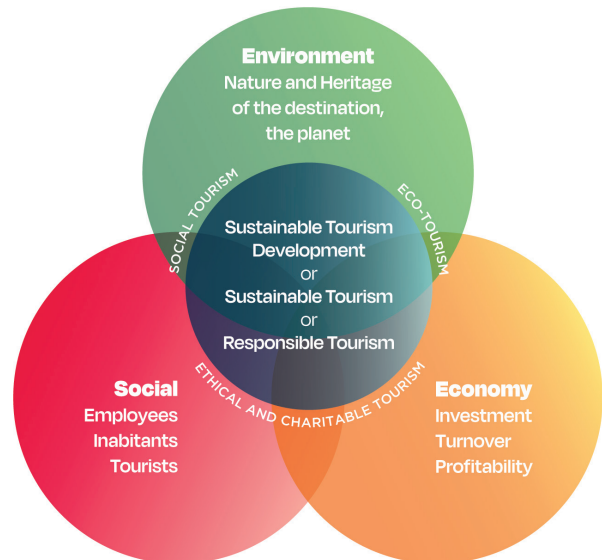 Environment
Nature and Heritage
of the destination,
the planet
SOCIAL TOURISM
ECO-TOURISM
Sustainable Tourism
Development
or
Sustainable Tourism
or
Responsible Tourism
ETHICAL AND CHARITABLE TOURISM
Social
Employees
Inabitants
Tourists
Economy
Investment
Turnover
Profitability